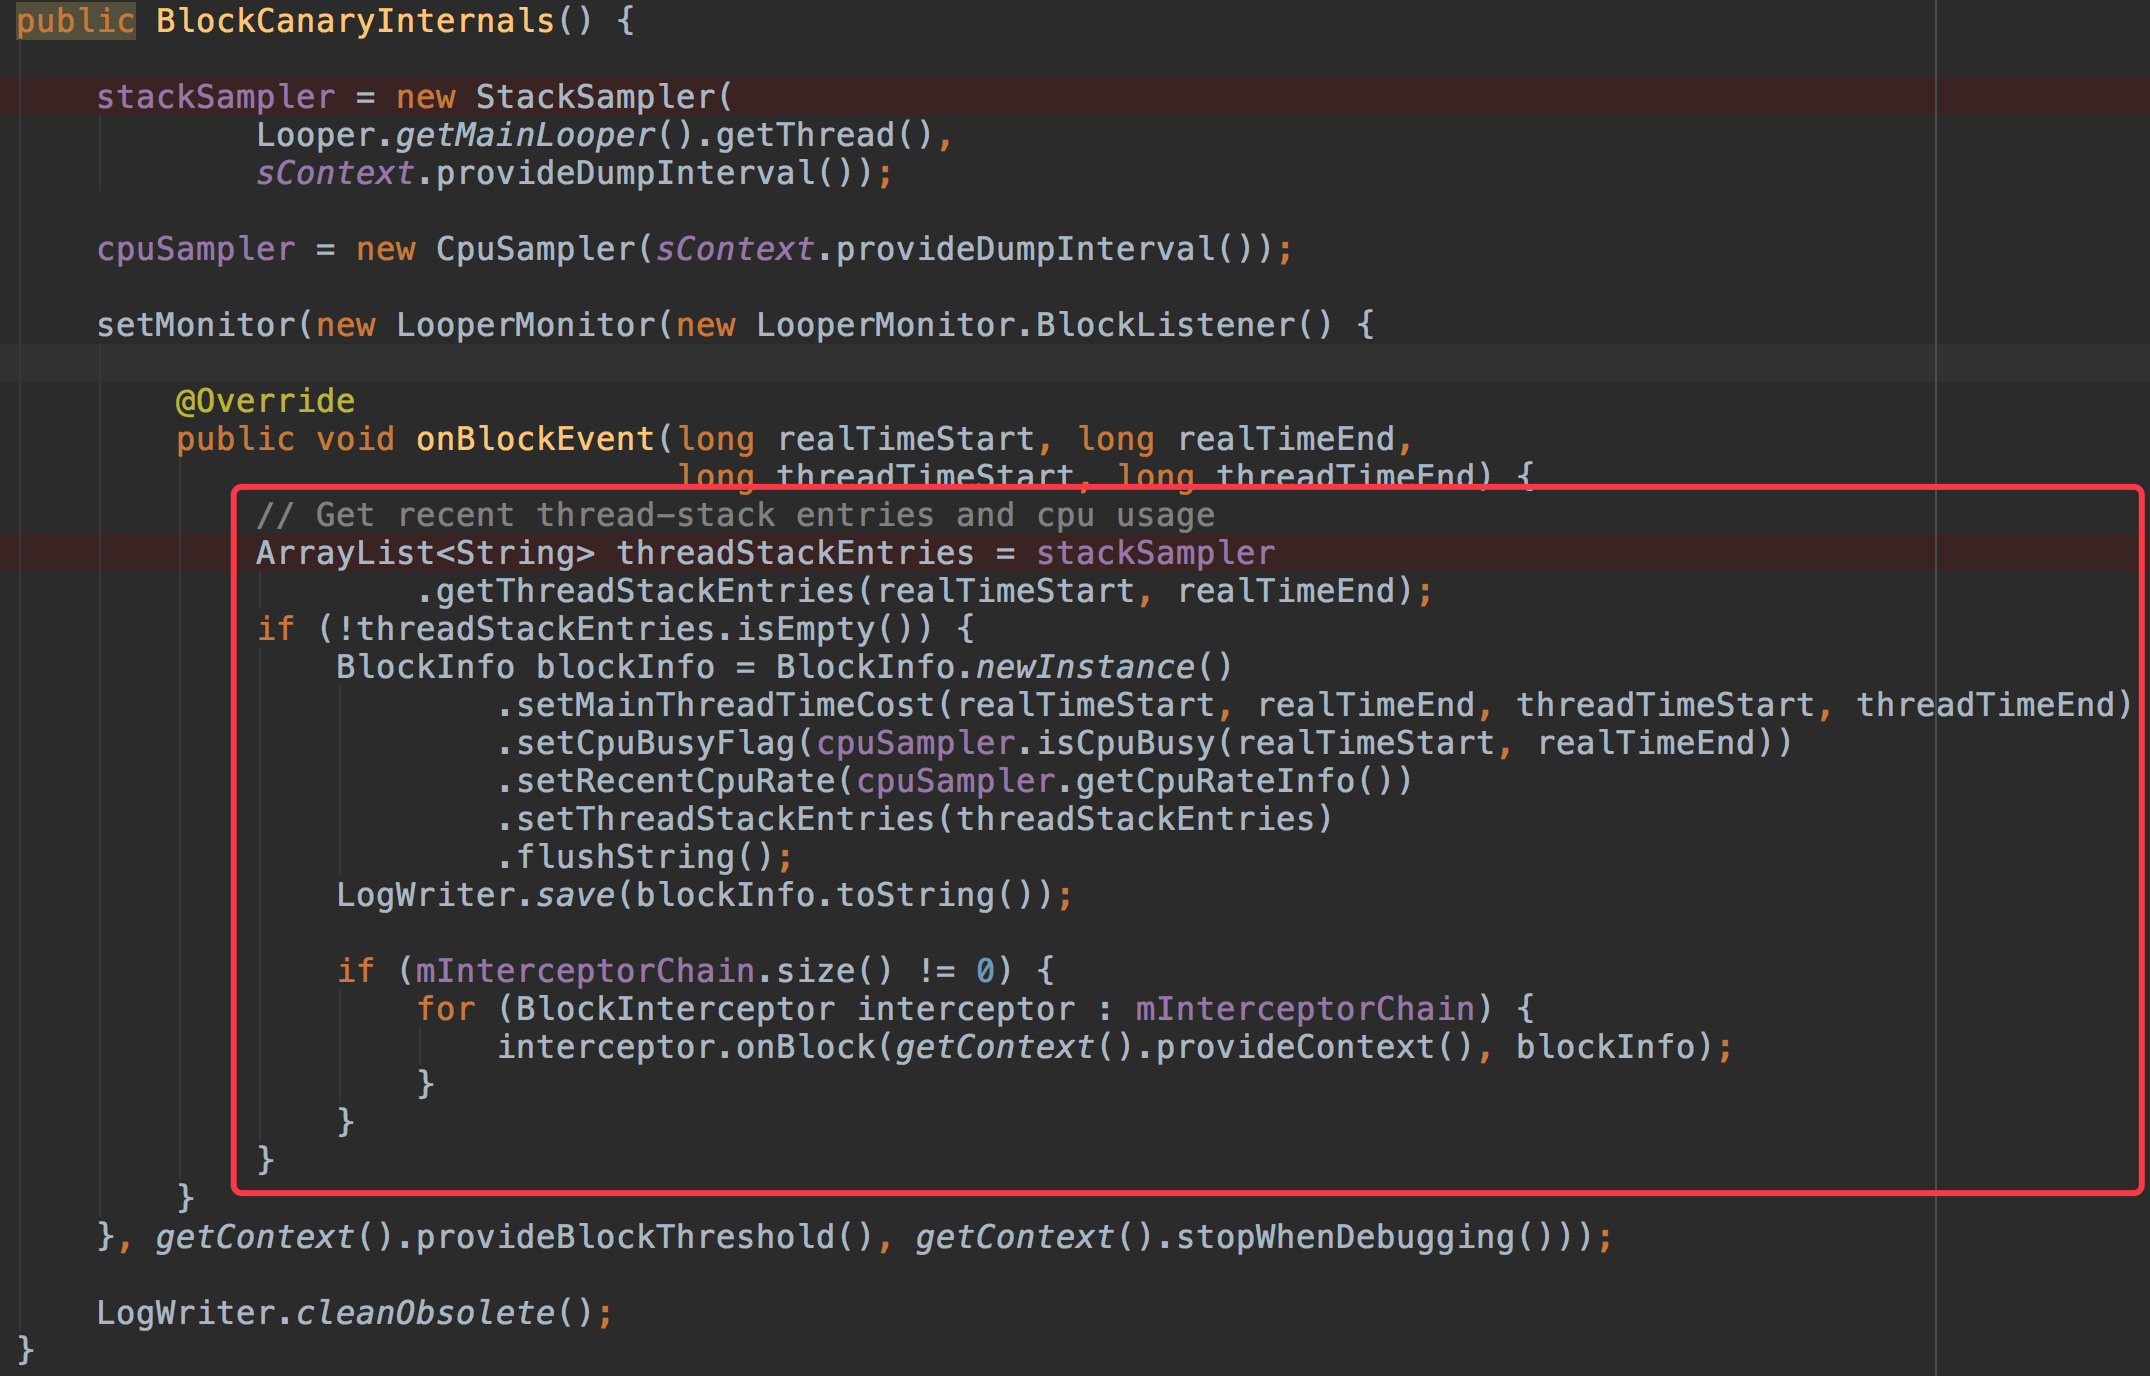 public BlockCanaryInternals() {
stackSampler = new StackSampler(
Looper.getMainLooper().getThread(),
sContext.provideDumpInterval());
cpuSampler = new CpuSampler(sContext.provideDumpInterval());
setMonitor(new LooperMonitor(new LooperMonitor.BlockListener() {
@Override
public void onBlockEvent(long realTimeStart, long realTimeEnd,
long threadTimeStart, long threadTimeEnd) {
// Get recent thread-stack entries and cpu usage
ArrayList<String> threadStackEntries = stackSampler
.getThreadStackEntries(realTimeStart, realTimeEnd);
if (!threadStackEntries.isEmpty()) {
BlockInfo blockInfo = BlockInfo.newInstance()
.setMainThreadTimeCost(realTimeStart, realTimeEnd, threadTimeStart, threadTimeEnd)
.setCpuBusyFlag(cpuSampler.isCpuBusy(realTimeStart, realTimeEnd))
.setRecentCpuRate(cpuSampler.getCpuRateInfo())
.setThreadStackEntries(threadStackEntries)
.flushString();
LogWriter.save(blockInfo.toString());
if (mInterceptorChain.size() != 0) {
for (BlockInterceptor interceptor : mInterceptorChain) {
interceptor.onBlock(getContext().provideContext(), blockInfo);
}
}
}
}
}, getContext().provideBlockThreshold(), getContext().stopWhenDebugging()));
LogWriter.cleanObsolete();
}